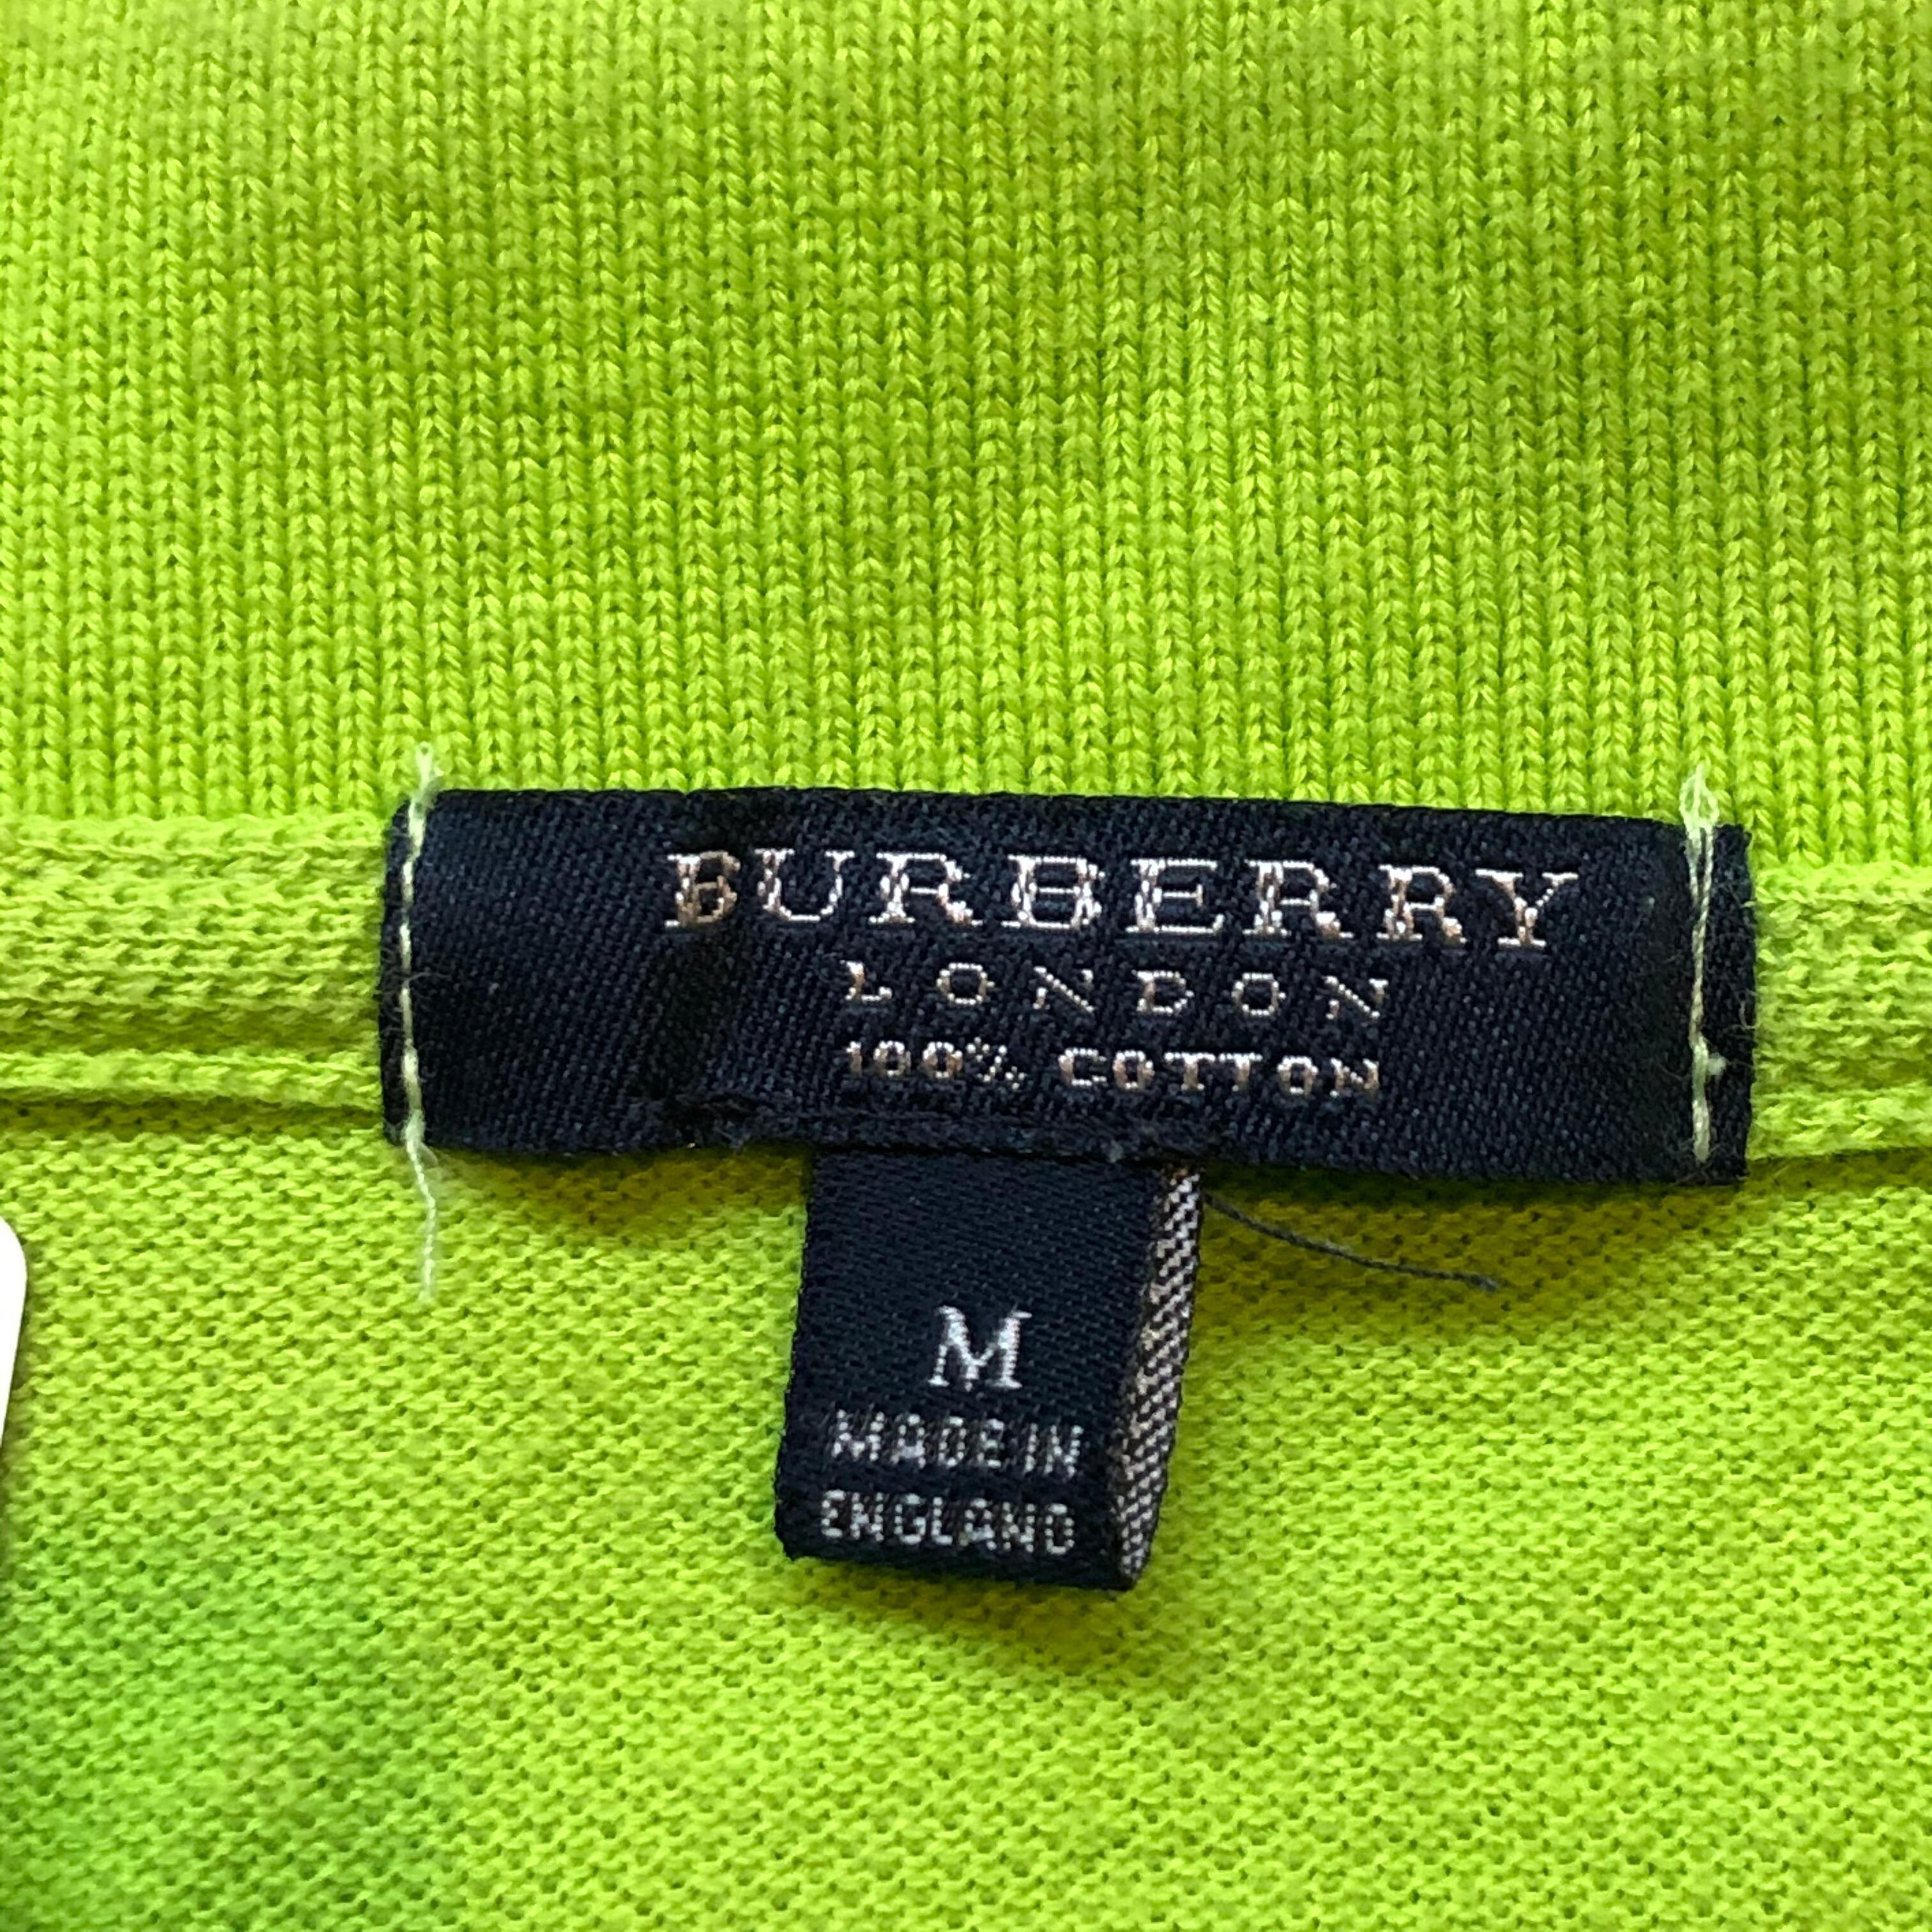 BURBERRY
LONDON
100% COTTON
M
MADE IN
ENGLAND